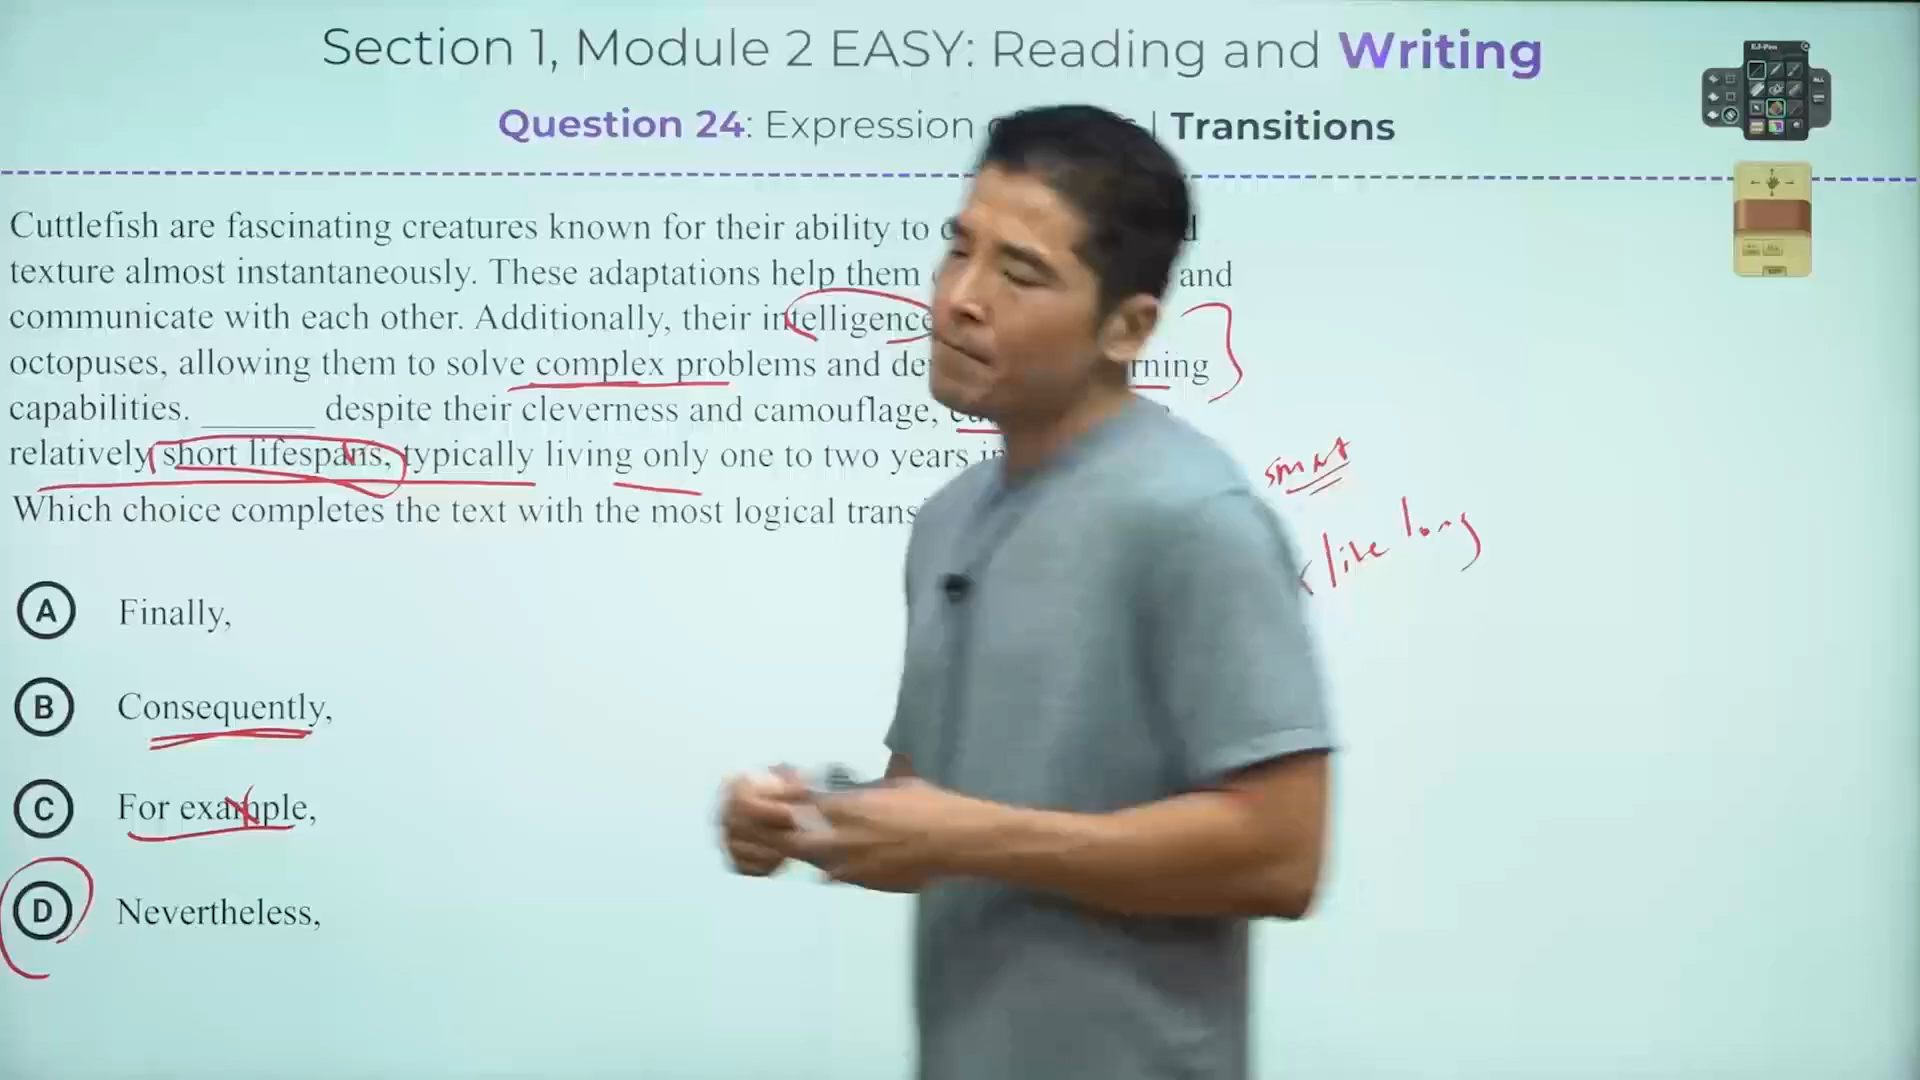 Section 1, Module 2 EASY: Reading and Writing
Question 24: Expression | Transitions
Cuttlefish are fascinating creatures known for their ability to
texture almost instantaneously. These adaptations help them and
communicate with each other. Additionally, their intelligence
octopuses, allowing them to solve complex problems and
capabilities. ______ despite their cleverness and camouflage,
relatively short lifespans, typically living only one to two years
smart
Which choice completes the text with the most logical
live long
A Finally,
B Consequently,
C For example,
D Nevertheless,